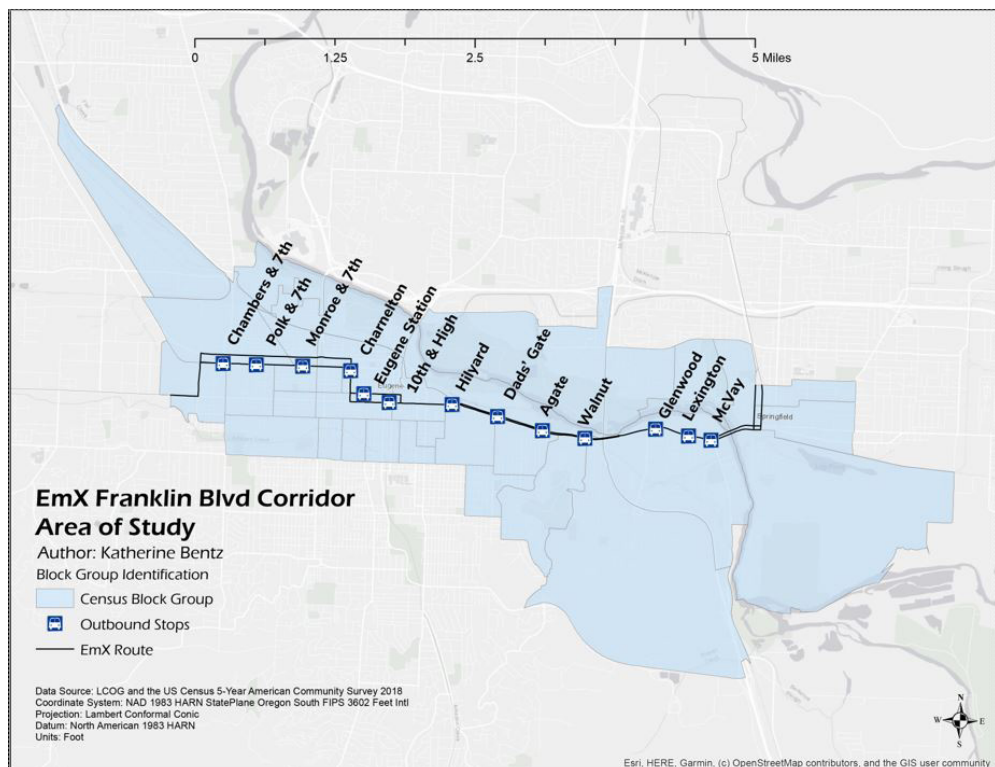 0 1.25 2.5 5 Miles
Chambers & 7th
Polk & 7th
Monroe & 7th
Charnelton
Eugene Station
10th & High
Hilyard
Dads' Gate
Agate
Walnut
Glenwood
Lexington
McVay
Eugene
Springfield
EmX Franklin Blvd Corridor
Area of Study
Author: Katherine Bentz
Block Group Identification
Census Block Group
Outbound Stops
EmX Route
Data Source: LCOG and the US Census 5-Year American Community Survey 2018
Coordinate System: NAD 1983 HARN StatePlane Oregon South FIPS 3602 Feet Intl
Projection: Lambert Conformal Conic
Datum: North American 1983 HARN
Units: Foot
N
W E
S
Esri, HERE, Garmin, (c) OpenStreetMap contributors, and the GIS user community